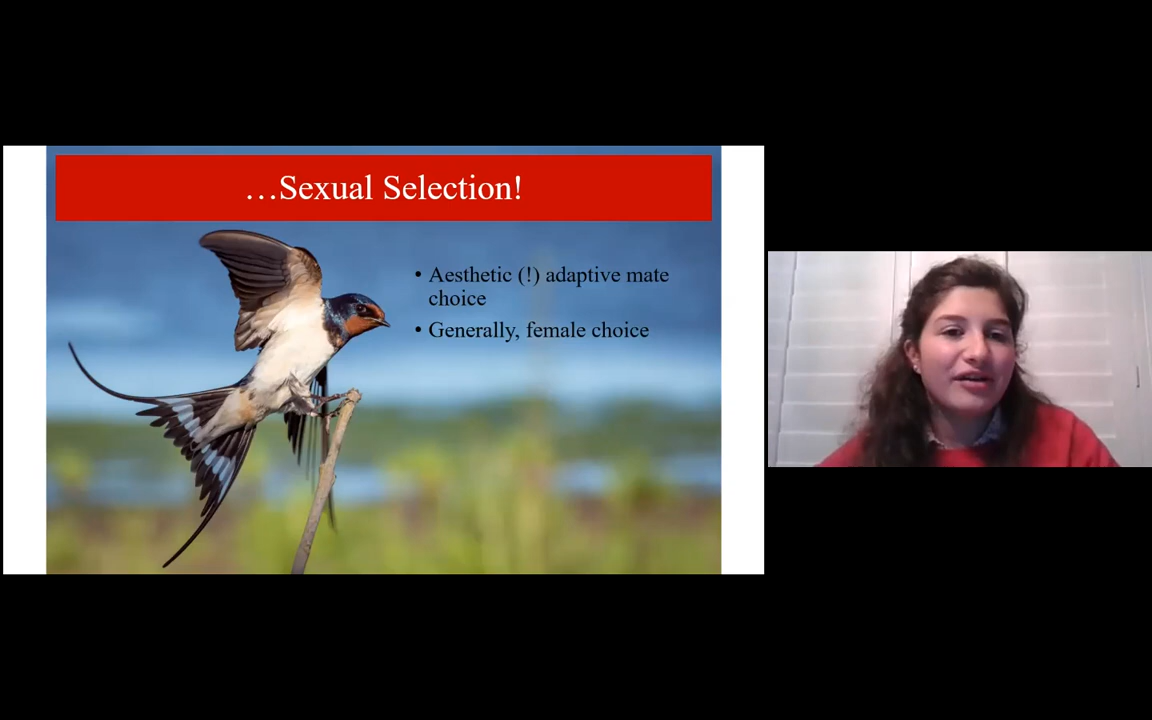 …Sexual Selection!
• Aesthetic (!) adaptive mate
choice
• Generally, female choice